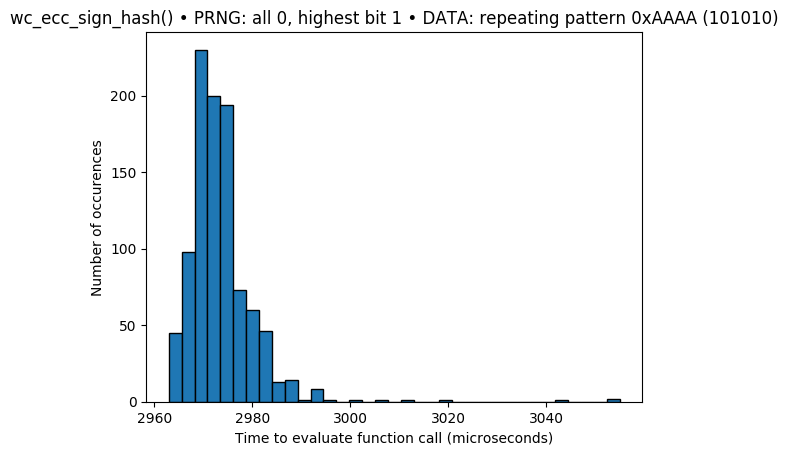 wc_ecc_sign_hash() • PRNG: all 0, highest bit 1 • DATA: repeating pattern 0xAAAA (101010)
200
150
100
50
0
Number of occurences
2960 2980 3000 3020 3040
Time to evaluate function call (microseconds)